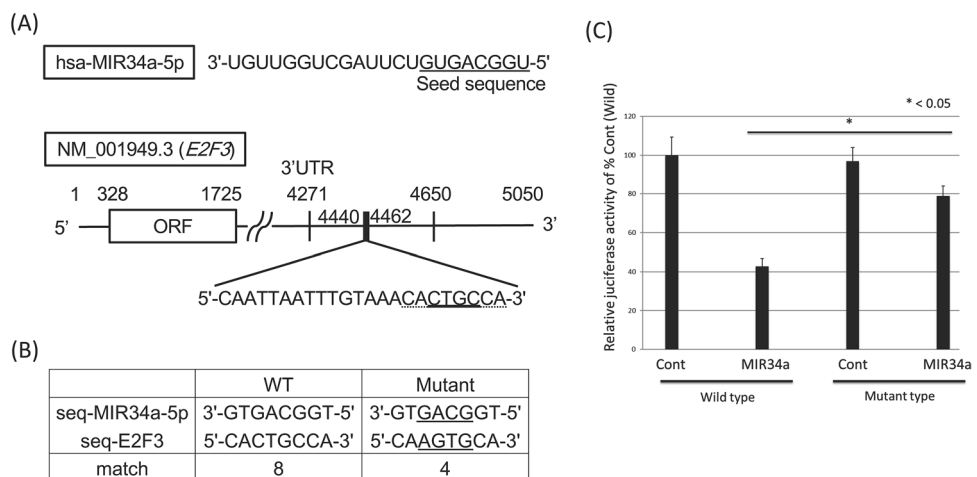 (A)
hsa-MIR34a-5p 3'-UGUUGGUCGAUUCUGUGACGGU-5'
Seed sequence
NM_001949.3 (E2F3)
3'UTR
1 328 1725 4271 4650 5050
4440 4462
5' ORF 3'
5'-CAATTAATTTGTAAACACTGCCA-3'
(B)
WT Mutant
seq-MIR34a-5p 3'-GTGACGGT-5' 3'-GTGACGGT-5'
seq-E2F3 5'-CACTGCCA-3' 5'-CAAGTGCA-3'
match 8 4
(C)
* < 0.05
*
Relative juciferase activity of % Cont (Wild)
120
100
80
60
40
20
0
Cont MIR34a Cont MIR34a
Wild type Mutant type